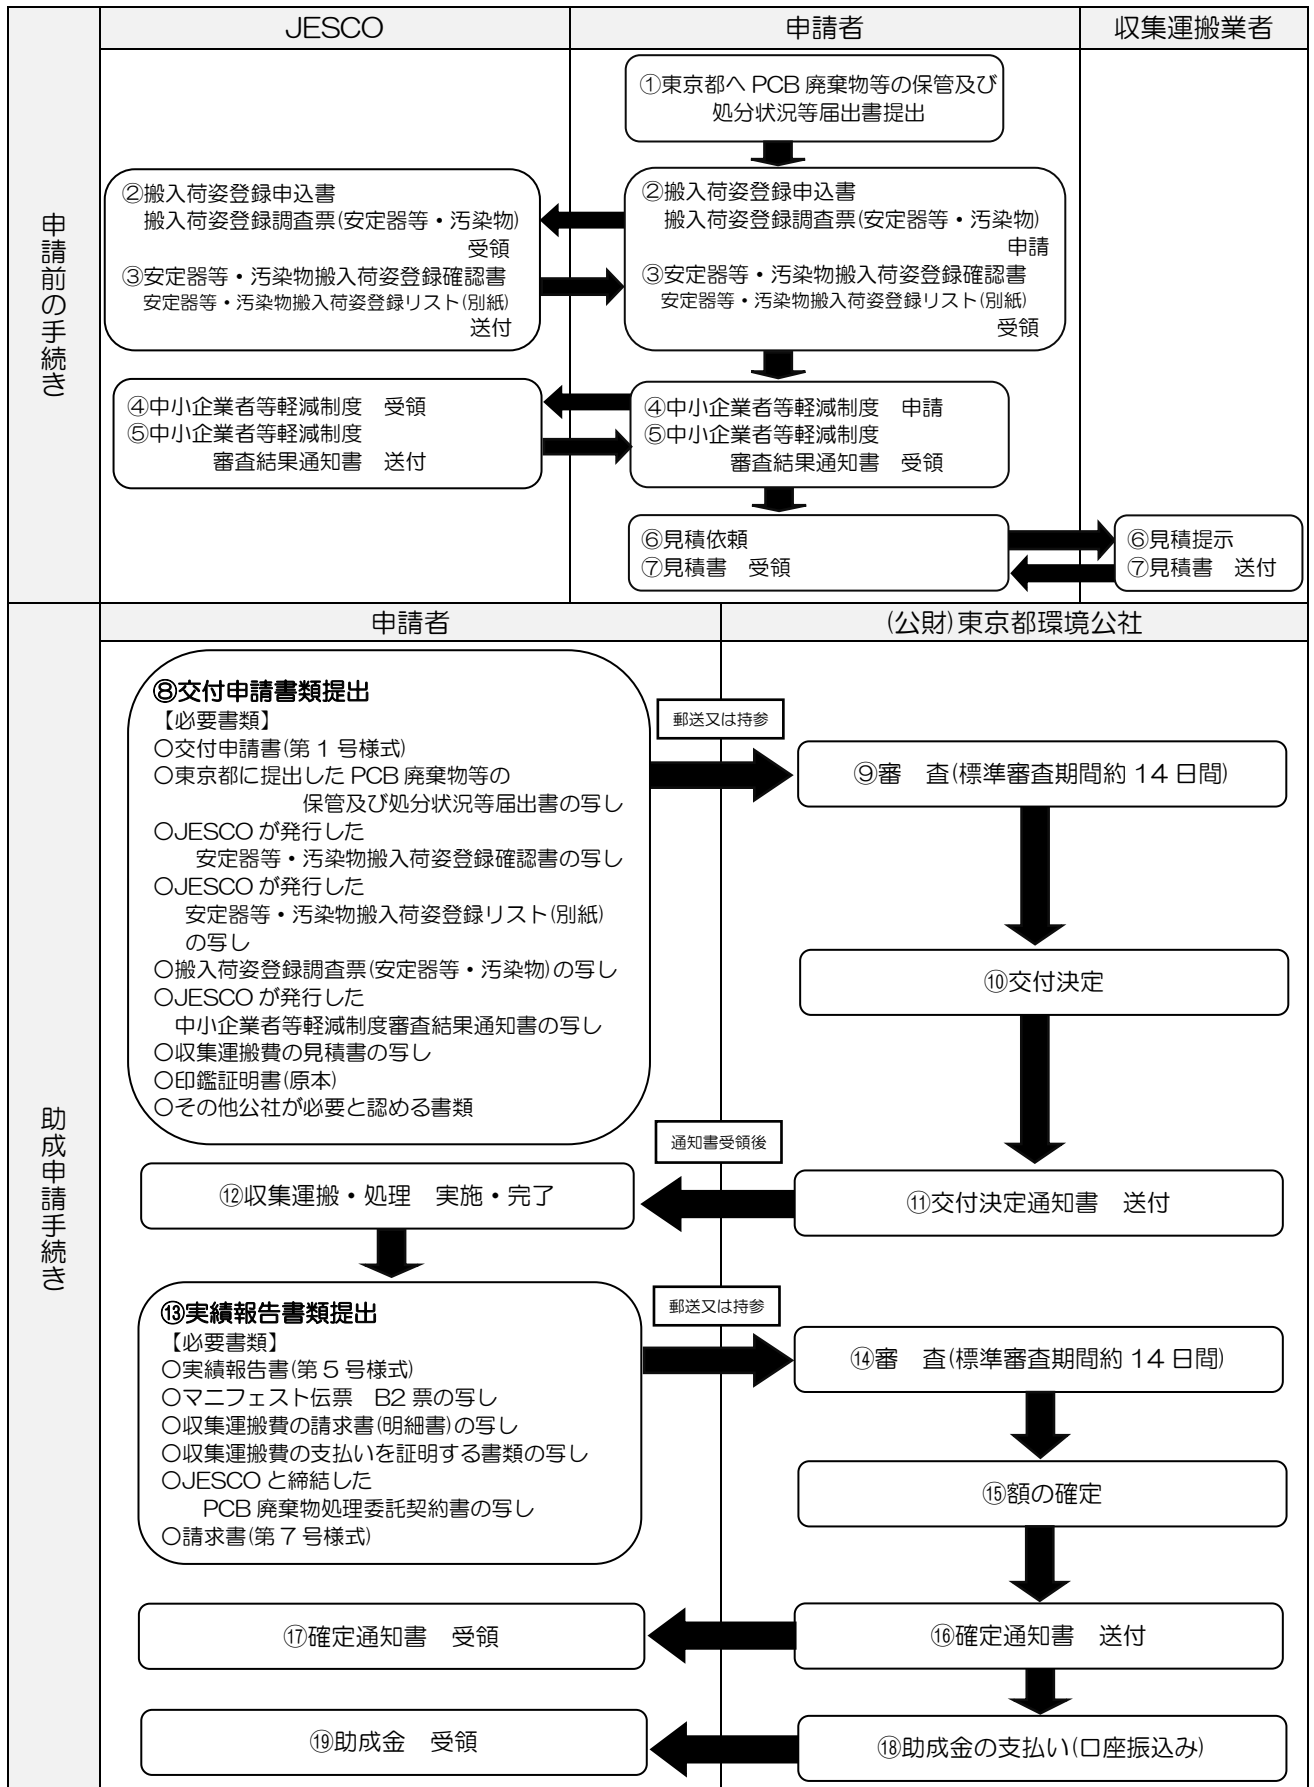 JESCO
申請者
収集運搬業者
申請前の手続き
①東京都へ PCB 廃棄物等の保管及び
処分状況等届出書提出
②搬入荷姿登録申込書
搬入荷姿登録調査票(安定器等・汚染物)
受領
③安定器等・汚染物搬入荷姿登録確認書
安定器等・汚染物搬入荷姿登録リスト(別紙)
送付
②搬入荷姿登録申込書
搬入荷姿登録調査票(安定器等・汚染物)
申請
③安定器等・汚染物搬入荷姿登録確認書
安定器等・汚染物搬入荷姿登録リスト(別紙)
受領
④中小企業者等軽減制度 受領
⑤中小企業者等軽減制度
審査結果通知書 送付
④中小企業者等軽減制度 申請
⑤中小企業者等軽減制度
審査結果通知書 受領
⑥見積依頼
⑦見積書 受領
⑥見積提示
⑦見積書 送付
申請者
(公財)東京都環境公社
助成申請手続き
⑧交付申請書類提出
【必要書類】
〇交付申請書(第 1 号様式)
〇東京都に提出した PCB 廃棄物等の
保管及び処分状況等届出書の写し
〇JESCO が発行した
安定器等・汚染物搬入荷姿登録確認書の写し
〇JESCO が発行した
安定器等・汚染物搬入荷姿登録リスト(別紙)
の写し
〇搬入荷姿登録調査票(安定器等・汚染物)の写し
〇JESCO が発行した
中小企業者等軽減制度審査結果通知書の写し
〇収集運搬費の見積書の写し
〇印鑑証明書(原本)
〇その他公社が必要と認める書類
郵送又は持参
⑨審 査(標準審査期間約 14 日間)
⑩交付決定
通知書受領後
⑪交付決定通知書 送付
⑫収集運搬・処理 実施・完了
⑬実績報告書類提出
【必要書類】
〇実績報告書(第 5 号様式)
〇マニフェスト伝票 B2 票の写し
〇収集運搬費の請求書(明細書)の写し
〇収集運搬費の支払いを証明する書類の写し
〇JESCO と締結した
PCB 廃棄物処理委託契約書の写し
〇請求書(第 7 号様式)
郵送又は持参
⑭審 査(標準審査期間約 14 日間)
⑮額の確定
⑯確定通知書 送付
⑰確定通知書 受領
⑱助成金の支払い(口座振込み)
⑲助成金 受領